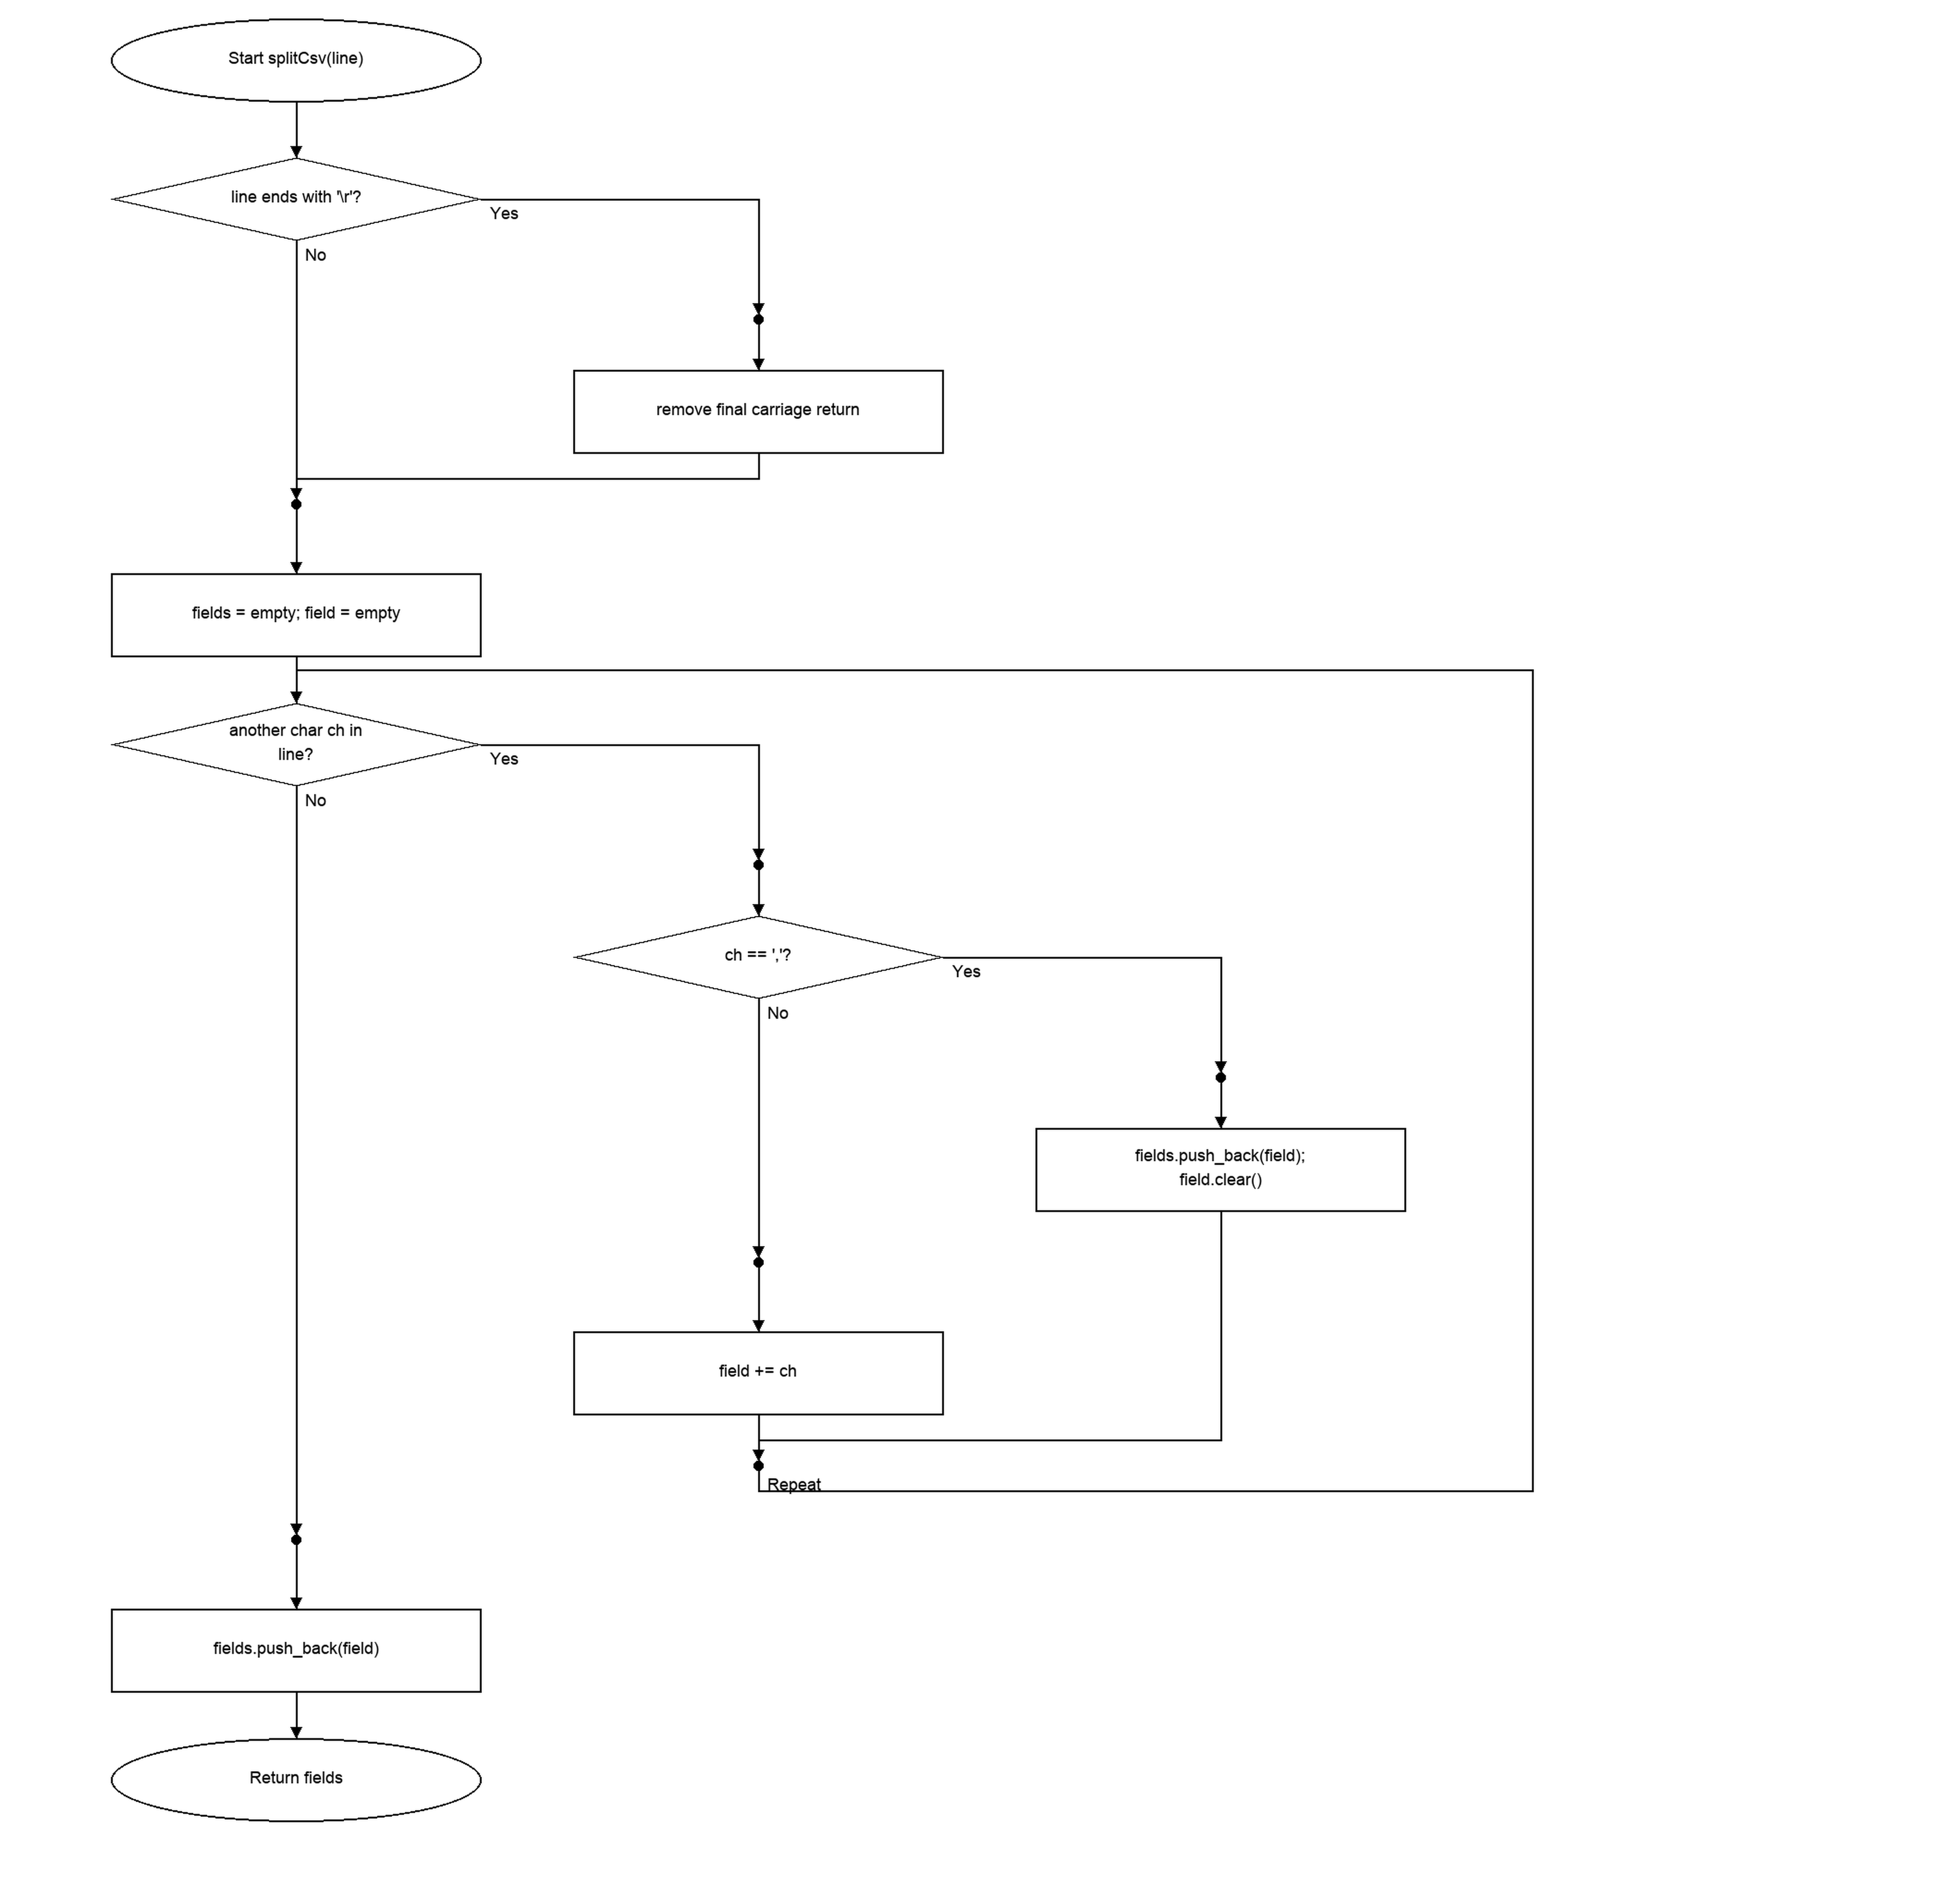 Start splitCsv(line)
line ends with '\r'?
Yes
No
remove final carriage return
fields = empty; field = empty
another char ch in
line?
Yes
No
ch == ','?
Yes
No
fields.push_back(field);
field.clear()
field += ch
Repeat
fields.push_back(field)
Return fields